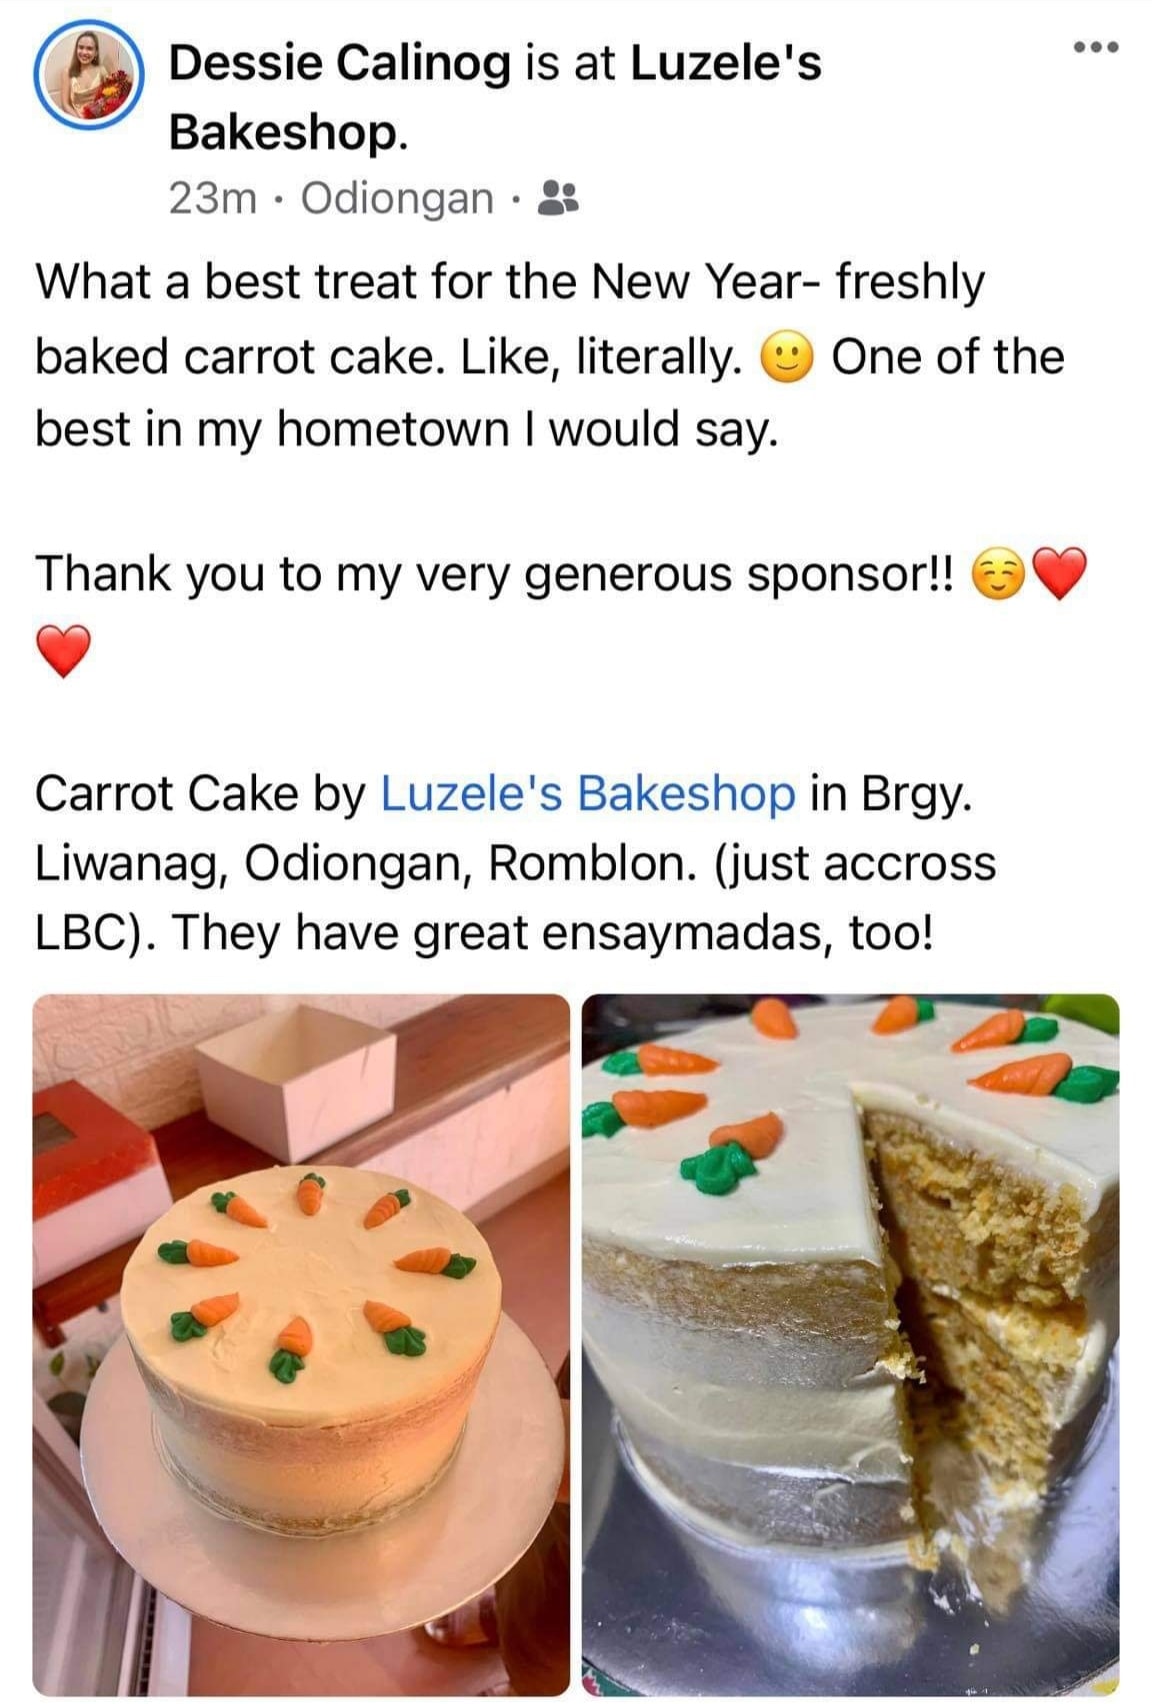 Dessie Calinog is at Luzele's
Bakeshop.
23m · Odiongan ·
What a best treat for the New Year- freshly
baked carrot cake. Like, literally. 🙂 One of the
best in my hometown I would say.
Thank you to my very generous sponsor!! ☺️❤️
❤️
Carrot Cake by Luzele's Bakeshop in Brgy.
Liwanag, Odiongan, Romblon. (just accross
LBC). They have great ensaymadas, too!